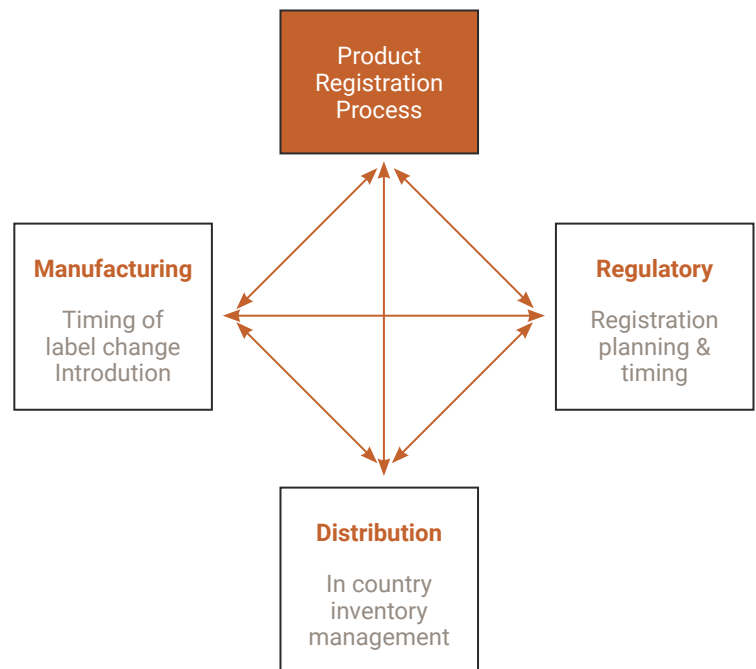 Product
Registration
Process
Manufacturing
Timing of
label change
Introdution
Regulatory
Registration
planning &
timing
Distribution
In country
inventory
management